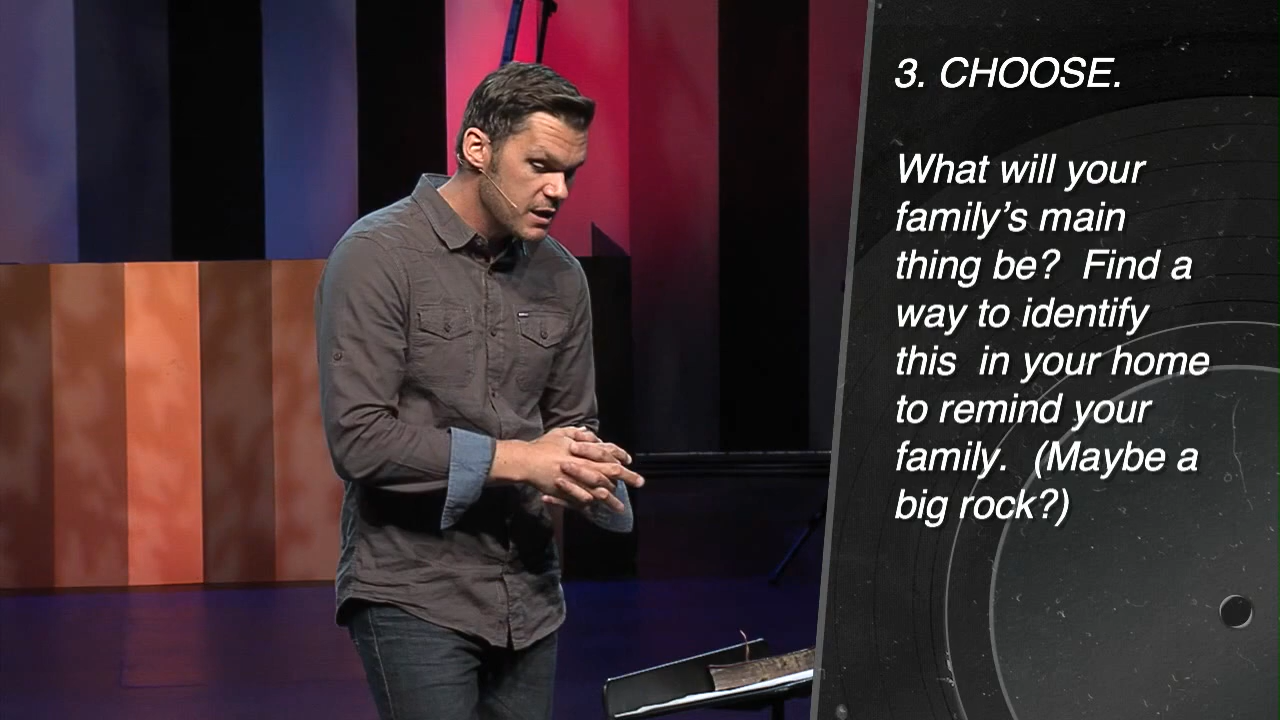 3. CHOOSE.
What will your
family’s main
thing be?  Find a
way to identify
this  in your home
to remind your
family.  (Maybe a
big rock?)